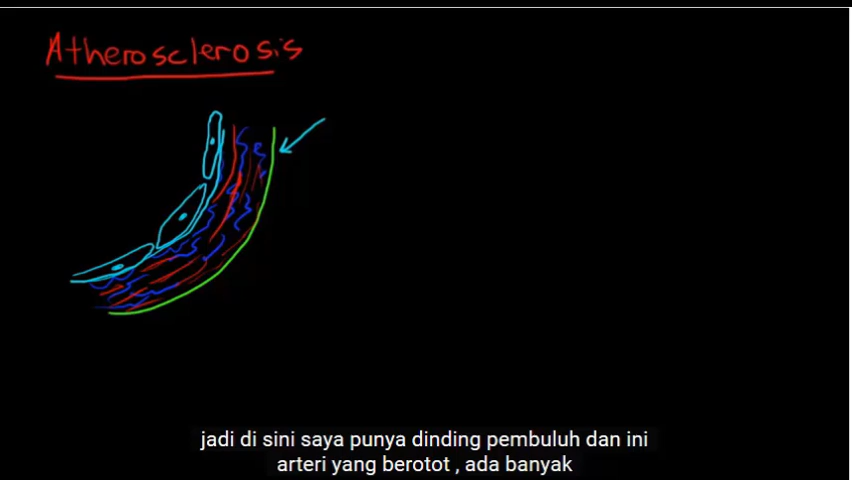 Atherosclerosis
jadi di sini saya punya dinding pembuluh dan ini
arteri yang berotot , ada banyak